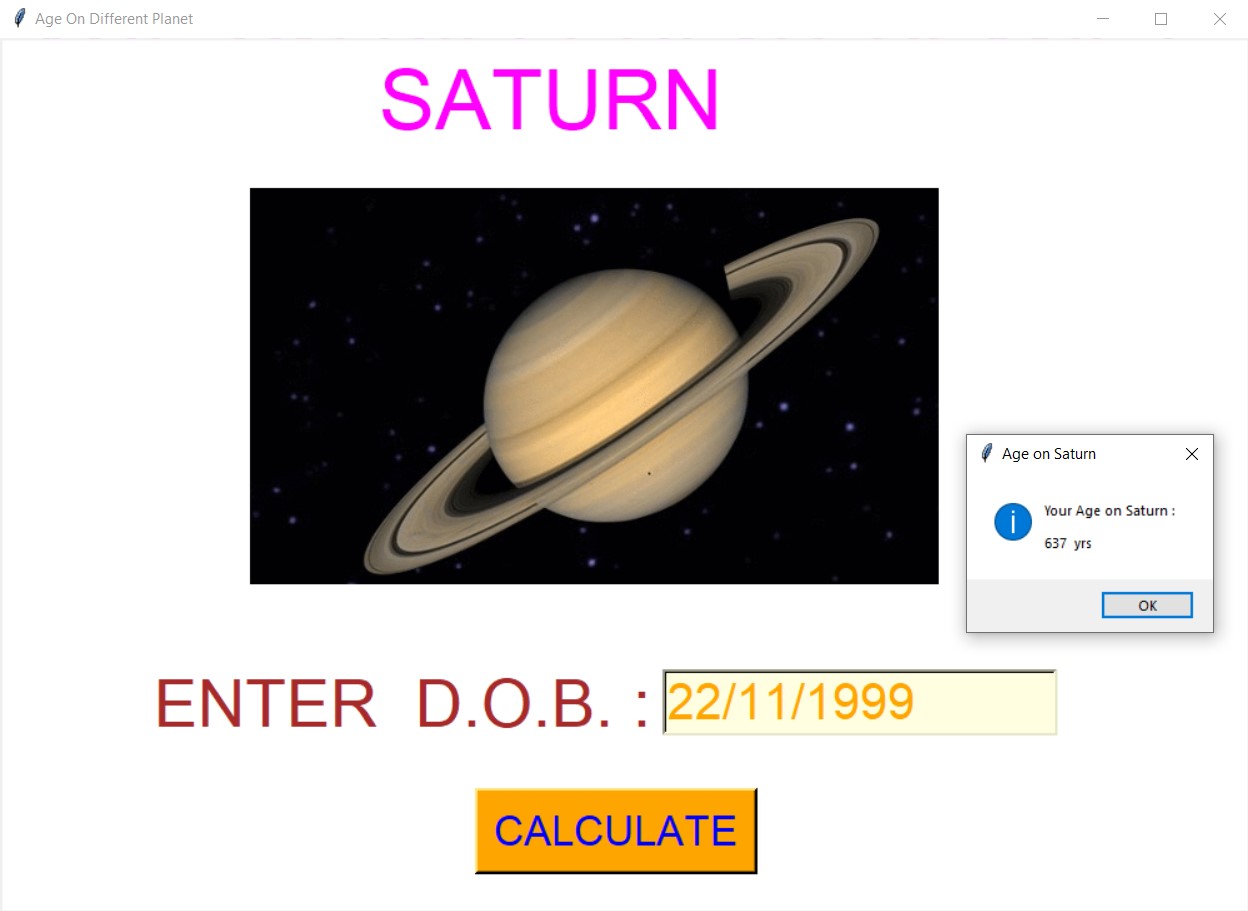 Age On Different Planet
SATURN
Age on Saturn
Your Age on Saturn :
637 yrs
OK
ENTER D.O.B. : 22/11/1999
CALCULATE